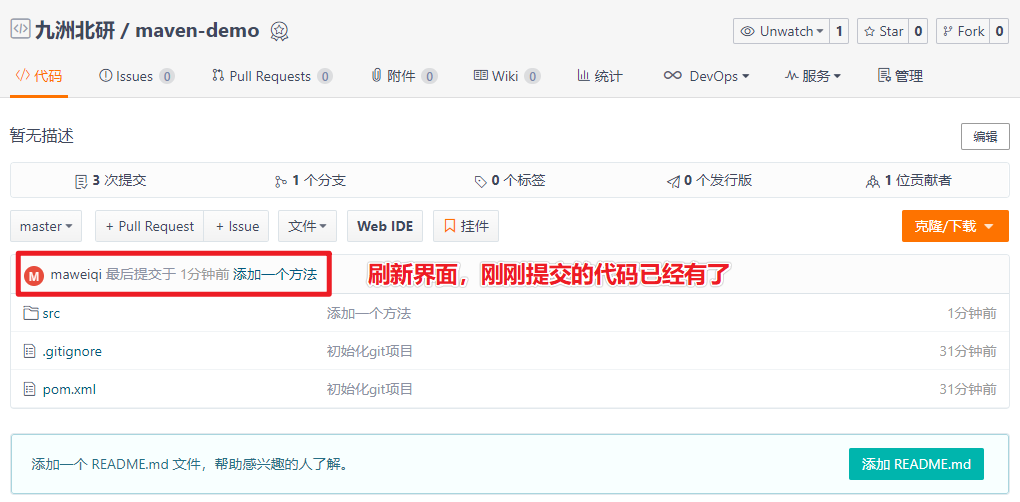 九洲北研 / maven-demo
Unwatch 1 Star 0 Fork 0
代码 Issues 0 Pull Requests 0 附件 0 Wiki 0 统计 DevOps 服务 管理
暂无描述 编辑
3 次提交 1 个分支 0 个标签 0 个发行版 1 位贡献者
master + Pull Request + Issue 文件 Web IDE 挂件 克隆/下载
M maweiqi 最后提交于 1分钟前 添加一个方法 刷新界面，刚刚提交的代码已经有了
src 添加一个方法 1分钟前
.gitignore 初始化git项目 31分钟前
pom.xml 初始化git项目 31分钟前
添加一个 README.md 文件，帮助感兴趣的人了解。 添加 README.md